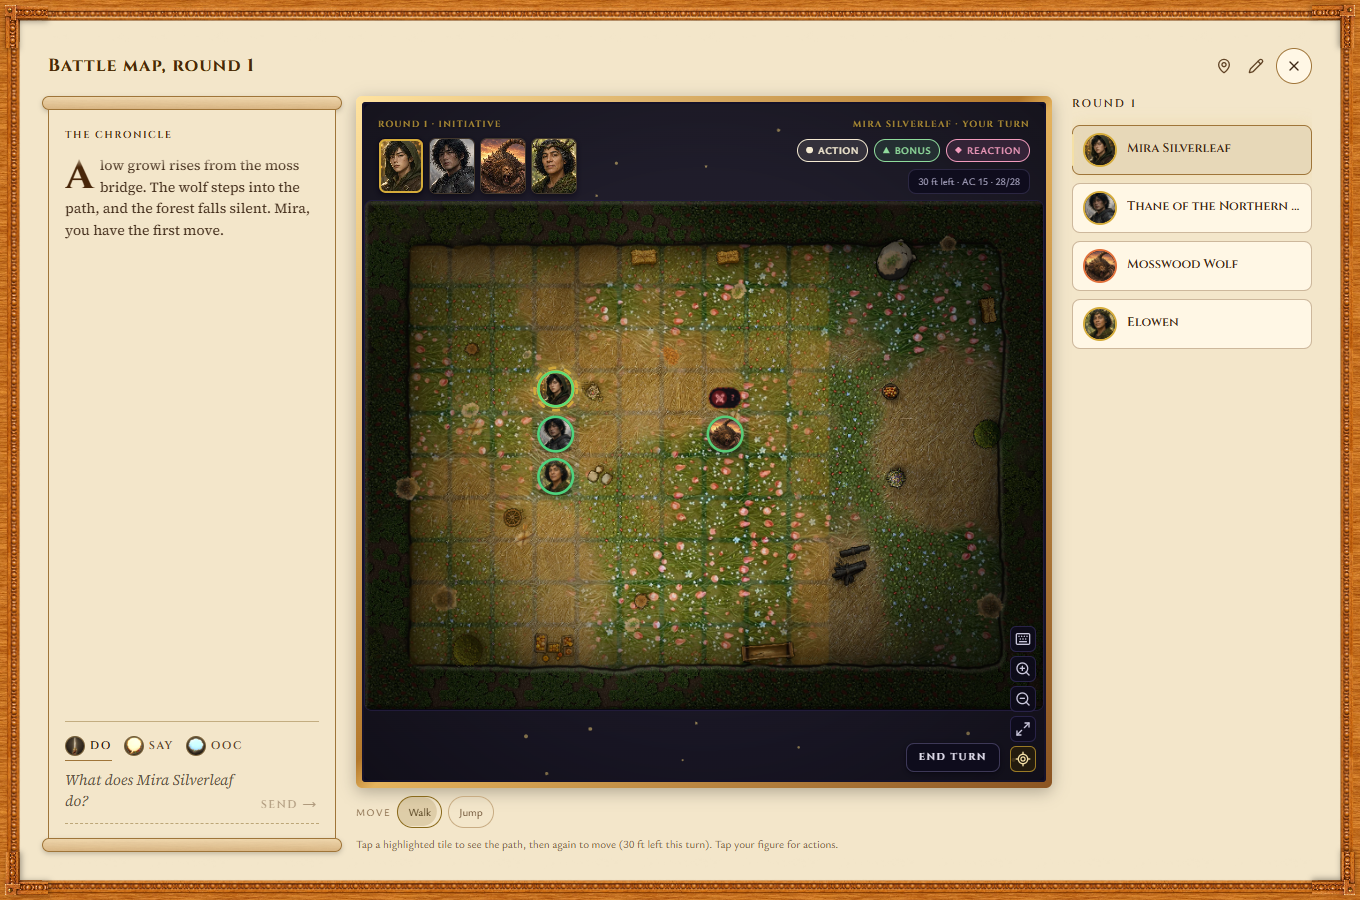 Battle map, round 1
THE CHRONICLE
A low growl rises from the moss
bridge. The wolf steps into the
path, and the forest falls silent. Mira,
you have the first move.
DO
SAY
OOC
What does Mira Silverleaf
do?
SEND →
ROUND 1 · INITIATIVE
MIRA SILVERLEAF · YOUR TURN
ACTION
BONUS
REACTION
30 ft left · AC 15 · 28/28
END TURN
MOVE
Walk
Jump
Tap a highlighted tile to see the path, then again to move (30 ft left this turn). Tap your figure for actions.
ROUND 1
Mira Silverleaf
Thane of the Northern ...
Mosswood Wolf
Elowen